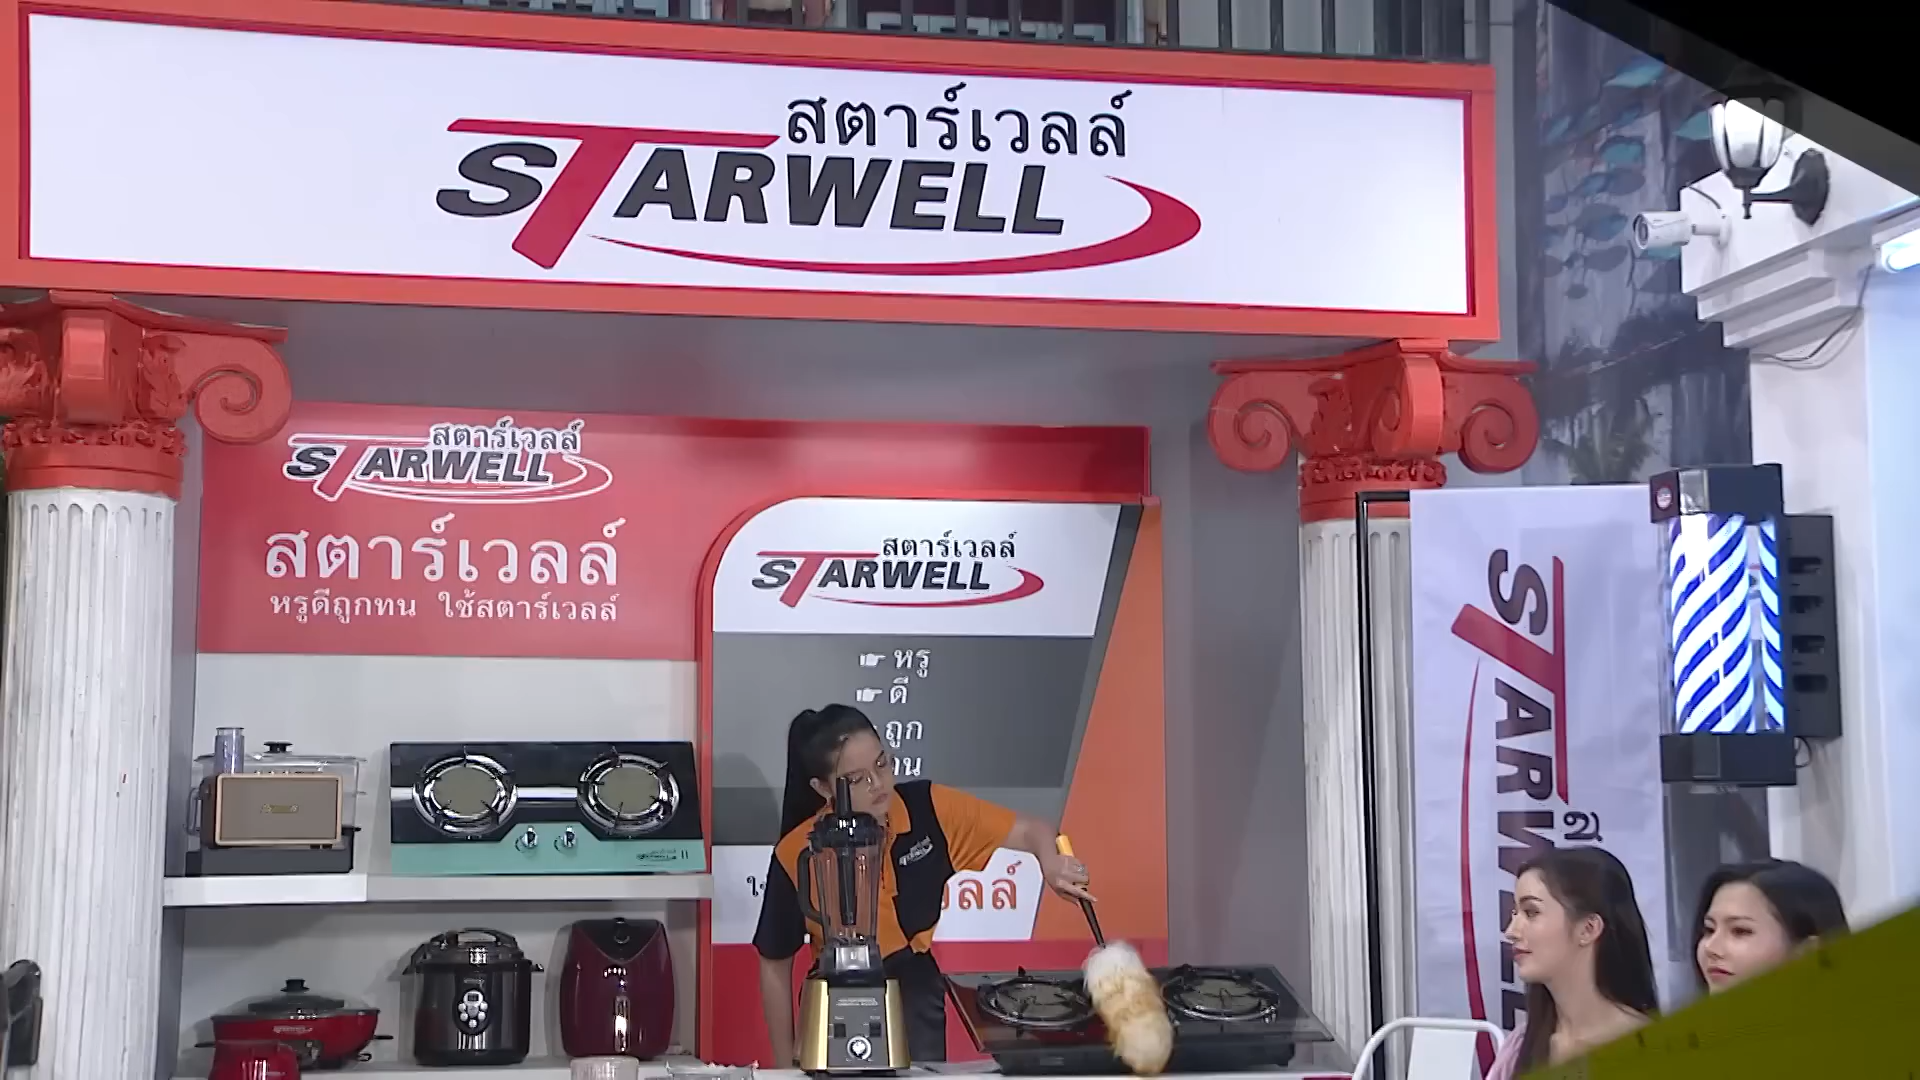 สตาร์เวลล์
STARWELL
สตาร์เวลล์
STARWELL
สตาร์เวลล์
หรูดีถูกทน ใช้สตาร์เวลล์
สตาร์เวลล์
STARWELL
หรู
ดี
ถูก
วลล์
STARWELL